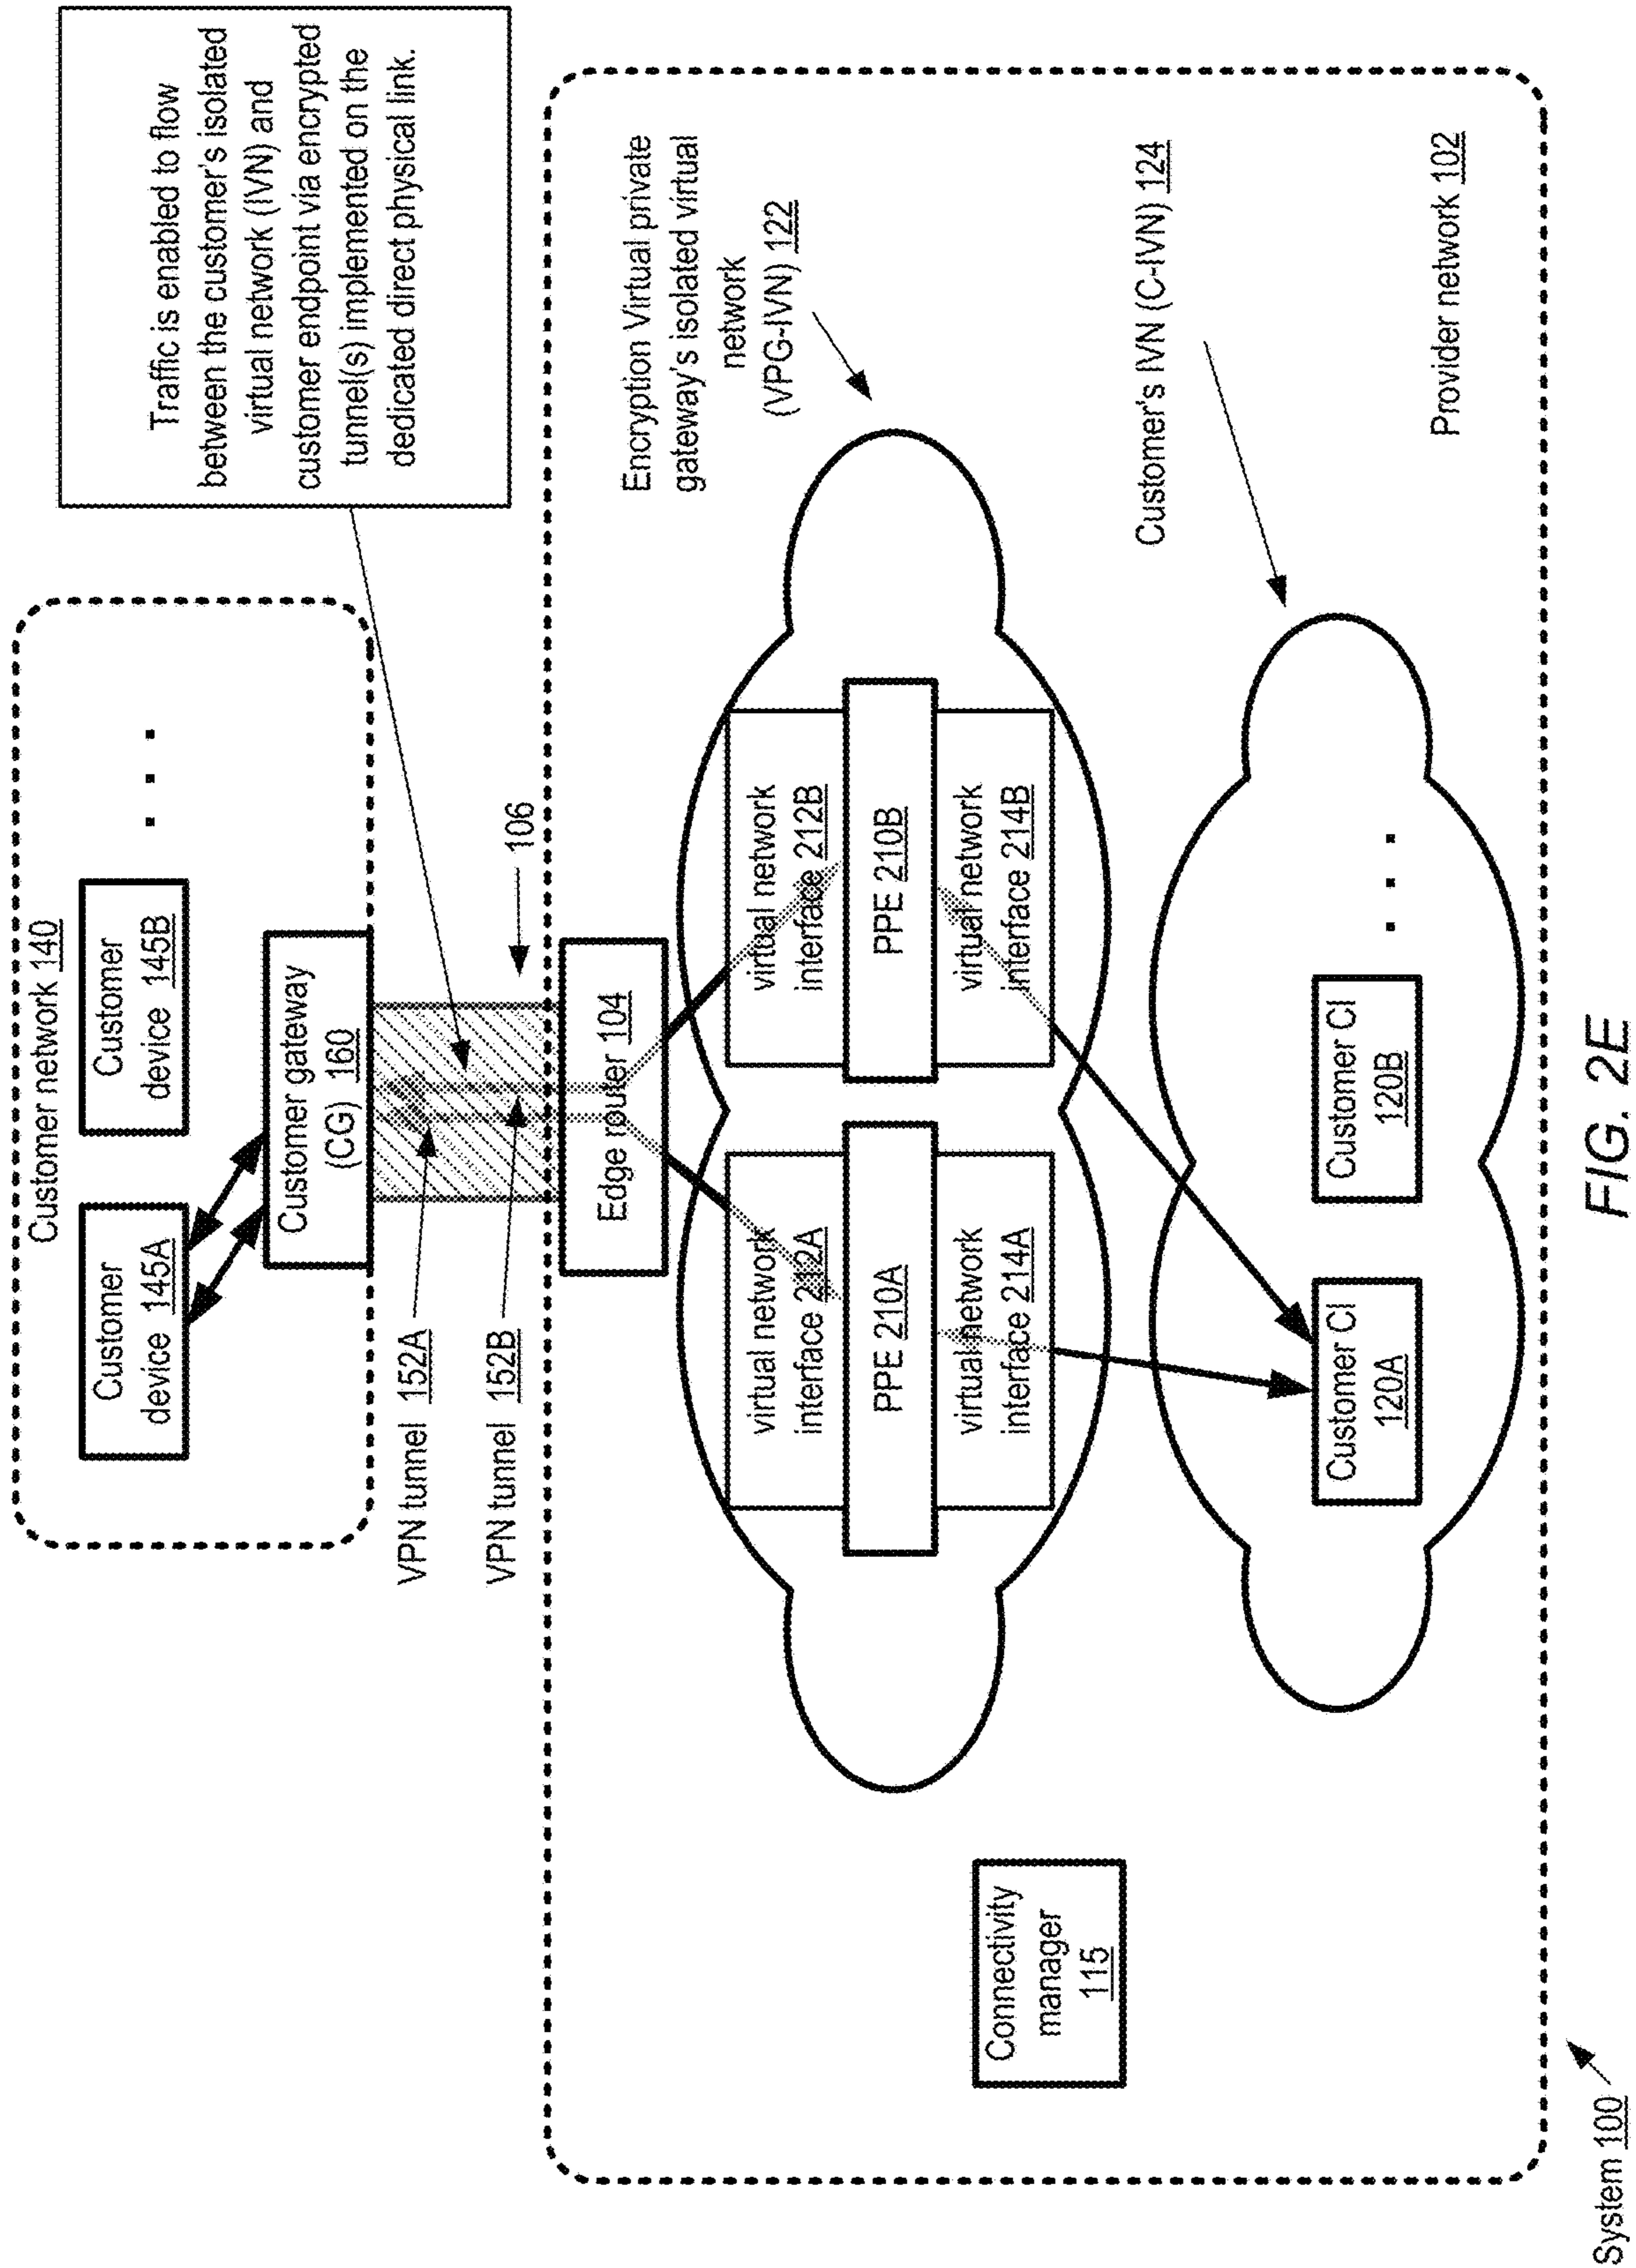 Customer network 140
Customer
device 145A
Customer
device 145B
. . .
Customer gateway
(CG) 160
Traffic is enabled to flow
between the customer's isolated
virtual network (IVN) and
customer endpoint via encrypted
tunnel(s) implemented on the
dedicated direct physical link.
VPN tunnel 152A
VPN tunnel 152B
106
Edge router 104
Encryption Virtual private
gateway's isolated virtual
network
(VPG-IVN) 122
virtual network
interface 212A
PPE 210A
virtual network
interface 214A
virtual network
interface 212B
PPE 210B
virtual network
interface 214B
Connectivity
manager
115
Customer's IVN (C-IVN) 124
Customer CI
120A
Customer CI
120B
. . .
Provider network 102
System 100
FIG. 2E